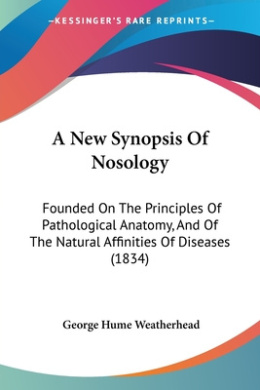 •KESSINGER'S RARE REPRINTS•
A New Synopsis Of
Nosology
Founded On The Principles Of
Pathological Anatomy, And Of
The Natural Affinities Of Diseases
(1834)
George Hume Weatherhead